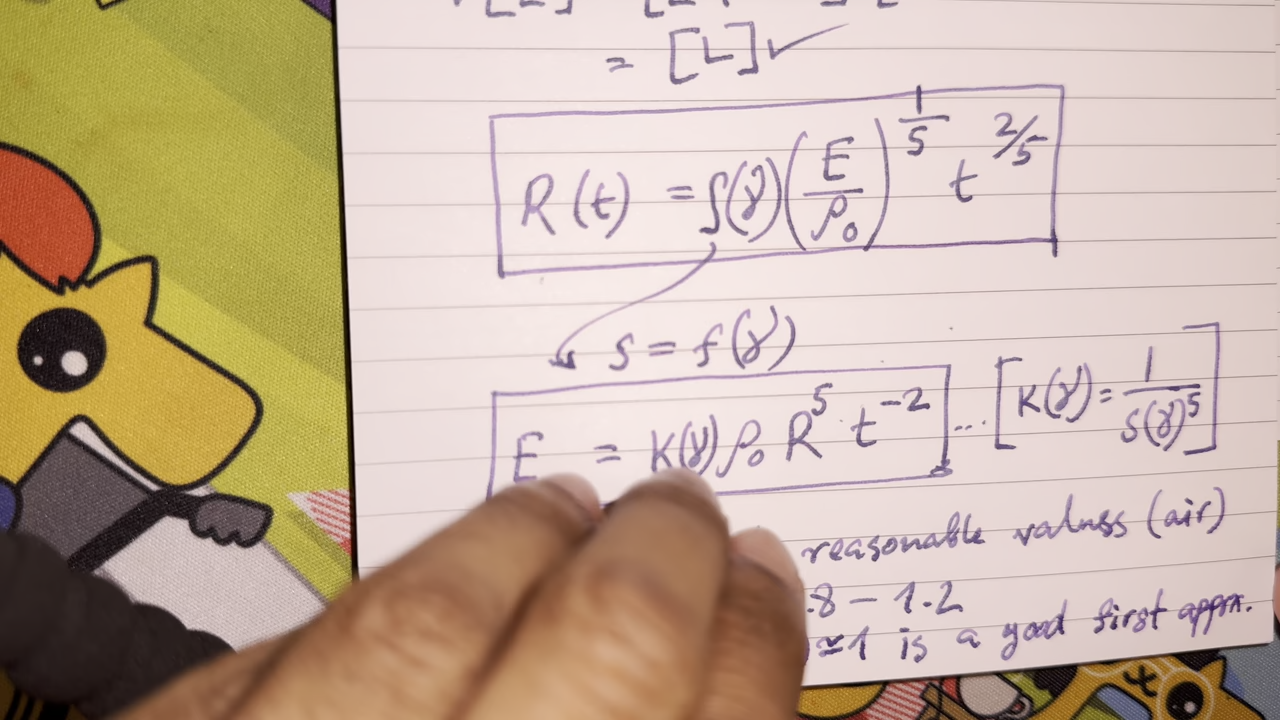 = [L] ✓
R(t) = S(γ) (E/ρ₀)^(1/5) t^(2/5)
S = f(γ)
E = K(γ) ρ₀ R⁵ t⁻² ... [K(γ) = 1/S(γ)⁵]
reasonable values (air)
.8 – 1.2
≃1 is a good first apprx.